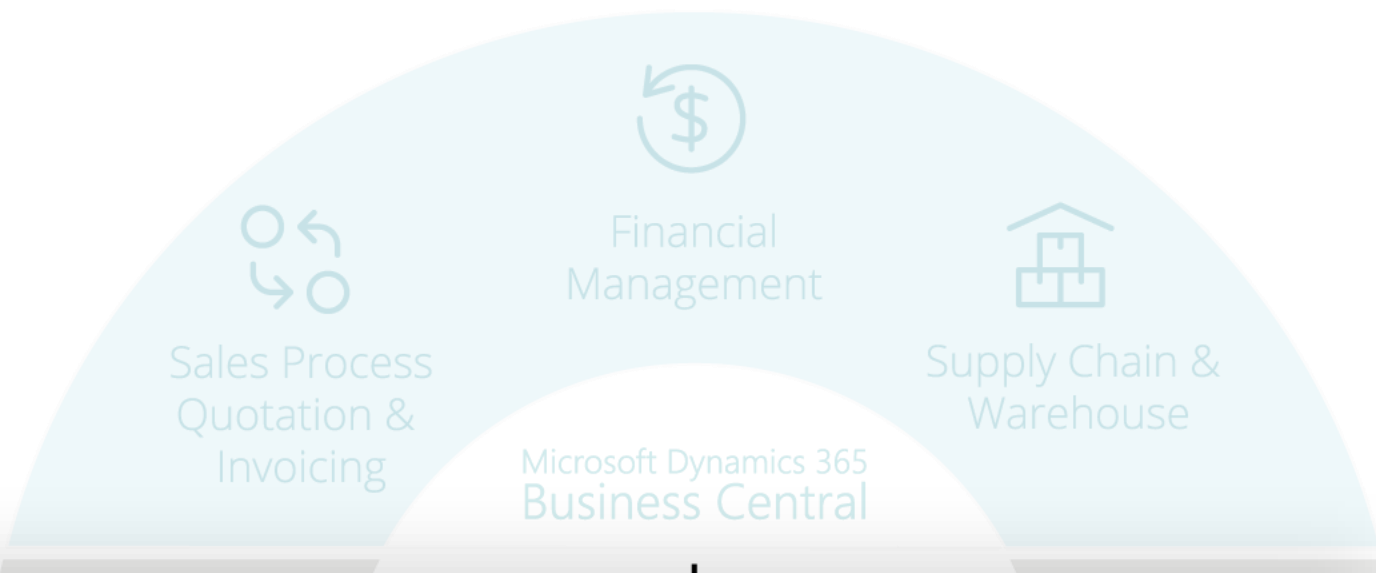 Financial
Management
Sales Process
Quotation &
Invoicing
Supply Chain &
Warehouse
Microsoft Dynamics 365
Business Central